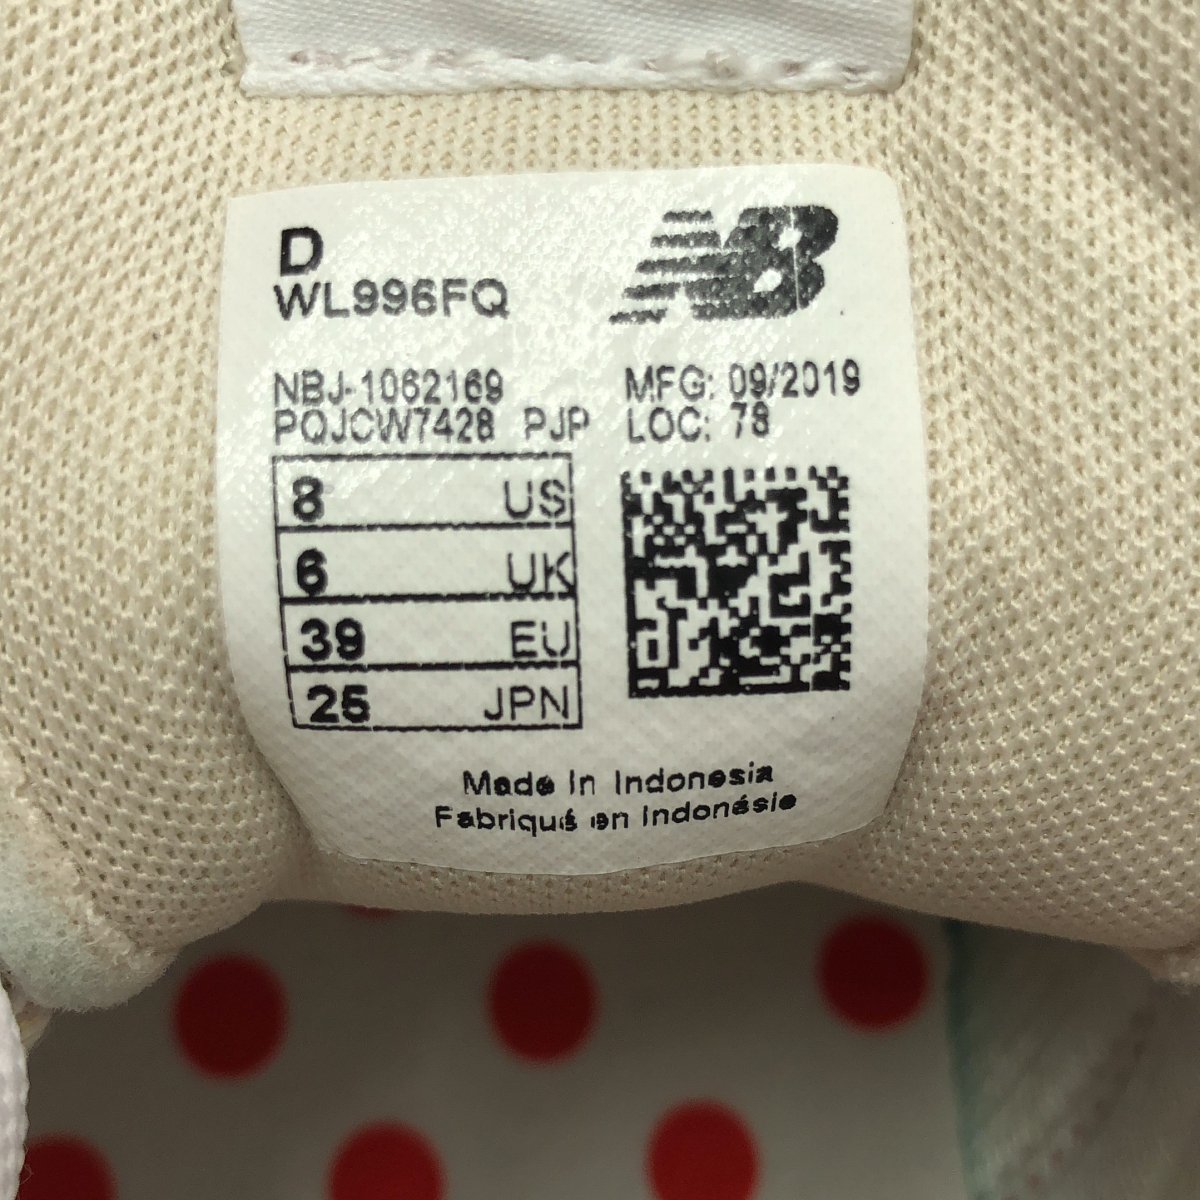 D
WL996FQ
NB
NBJ-1062169
PQJCW7428 PJP
MFG: 09/2019
LOC: 78
8 US
6 UK
39 EU
25 JPN
Made In Indonesia
Fabriqué en Indonésie